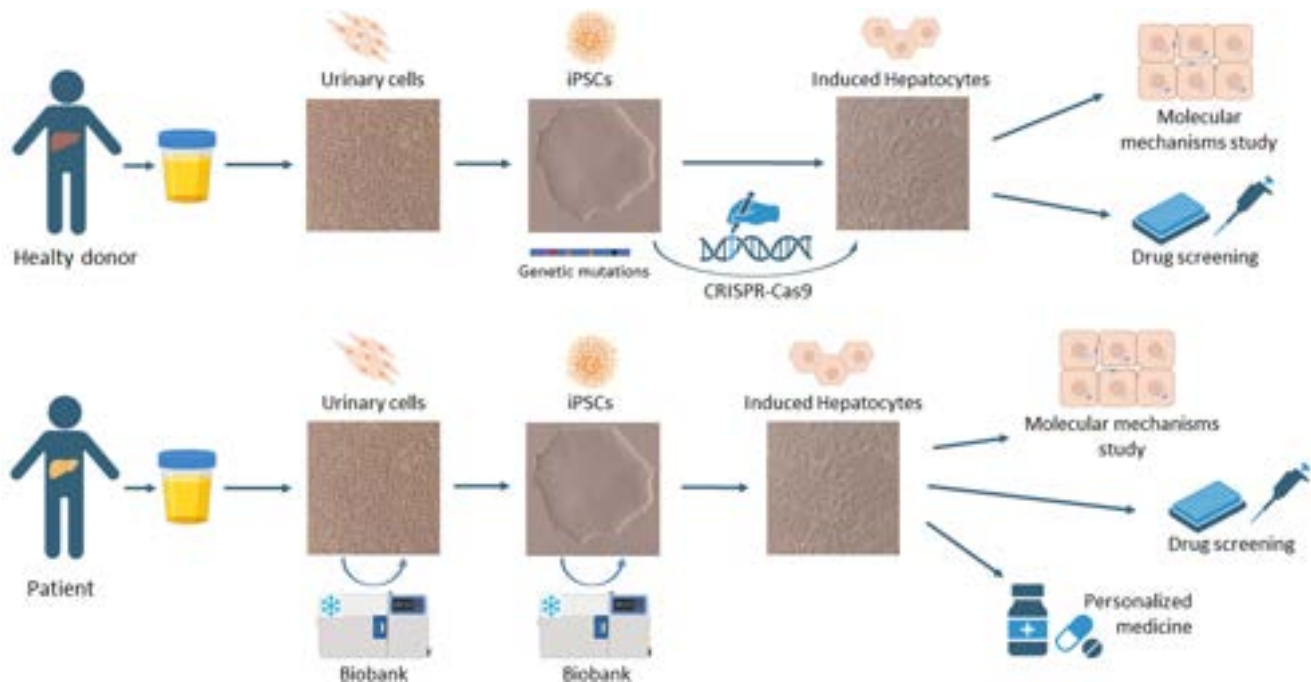 Urinary cells
iPSCs
Induced Hepatocytes
Molecular
mechanisms study
Healty donor
Genetic mutations
CRISPR-Cas9
Drug screening
Urinary cells
iPSCs
Induced Hepatocytes
Molecular mechanisms
study
Patient
Drug screening
Personalized
medicine
Biobank
Biobank